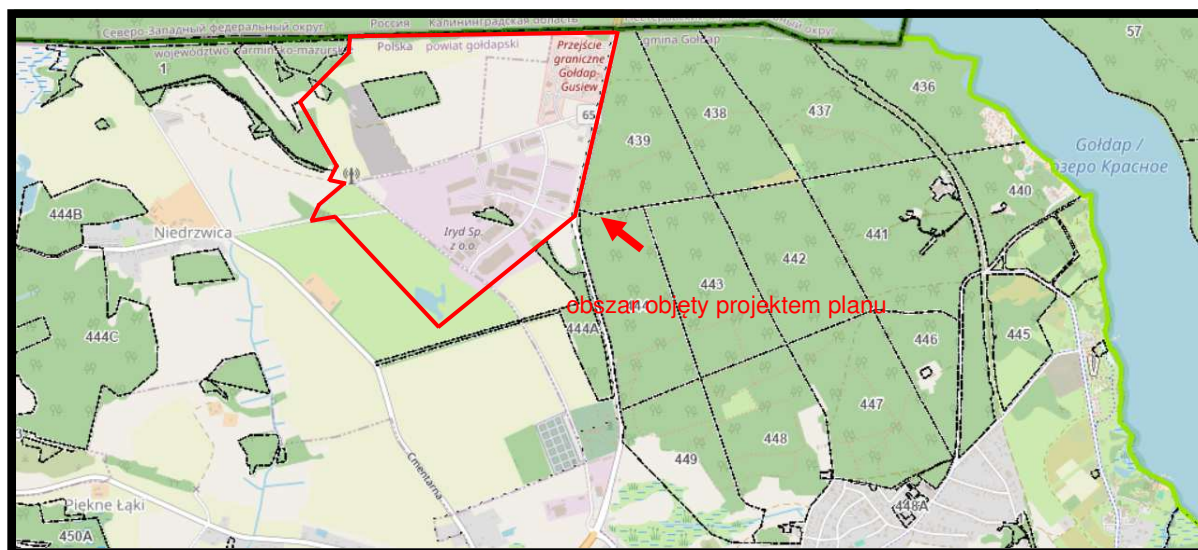 Северо-Западный федеральный округ
Россия
Калининградская область
57
województwo warmińsko-mazurskie
Polska
powiat gołdapski
gmina Gołdap
1
Przejście
graniczne
Gołdap-
Gusiew
65
436
437
438
439
Gołdap /
озеро Красное
440
444B
Niedrzwica
Iryd Sp.
z o.o.
441
442
443
obszar objęty projektem planu
444A
444C
445
446
447
448
449
Cmentarna
Piękne Łąki
448A
450A